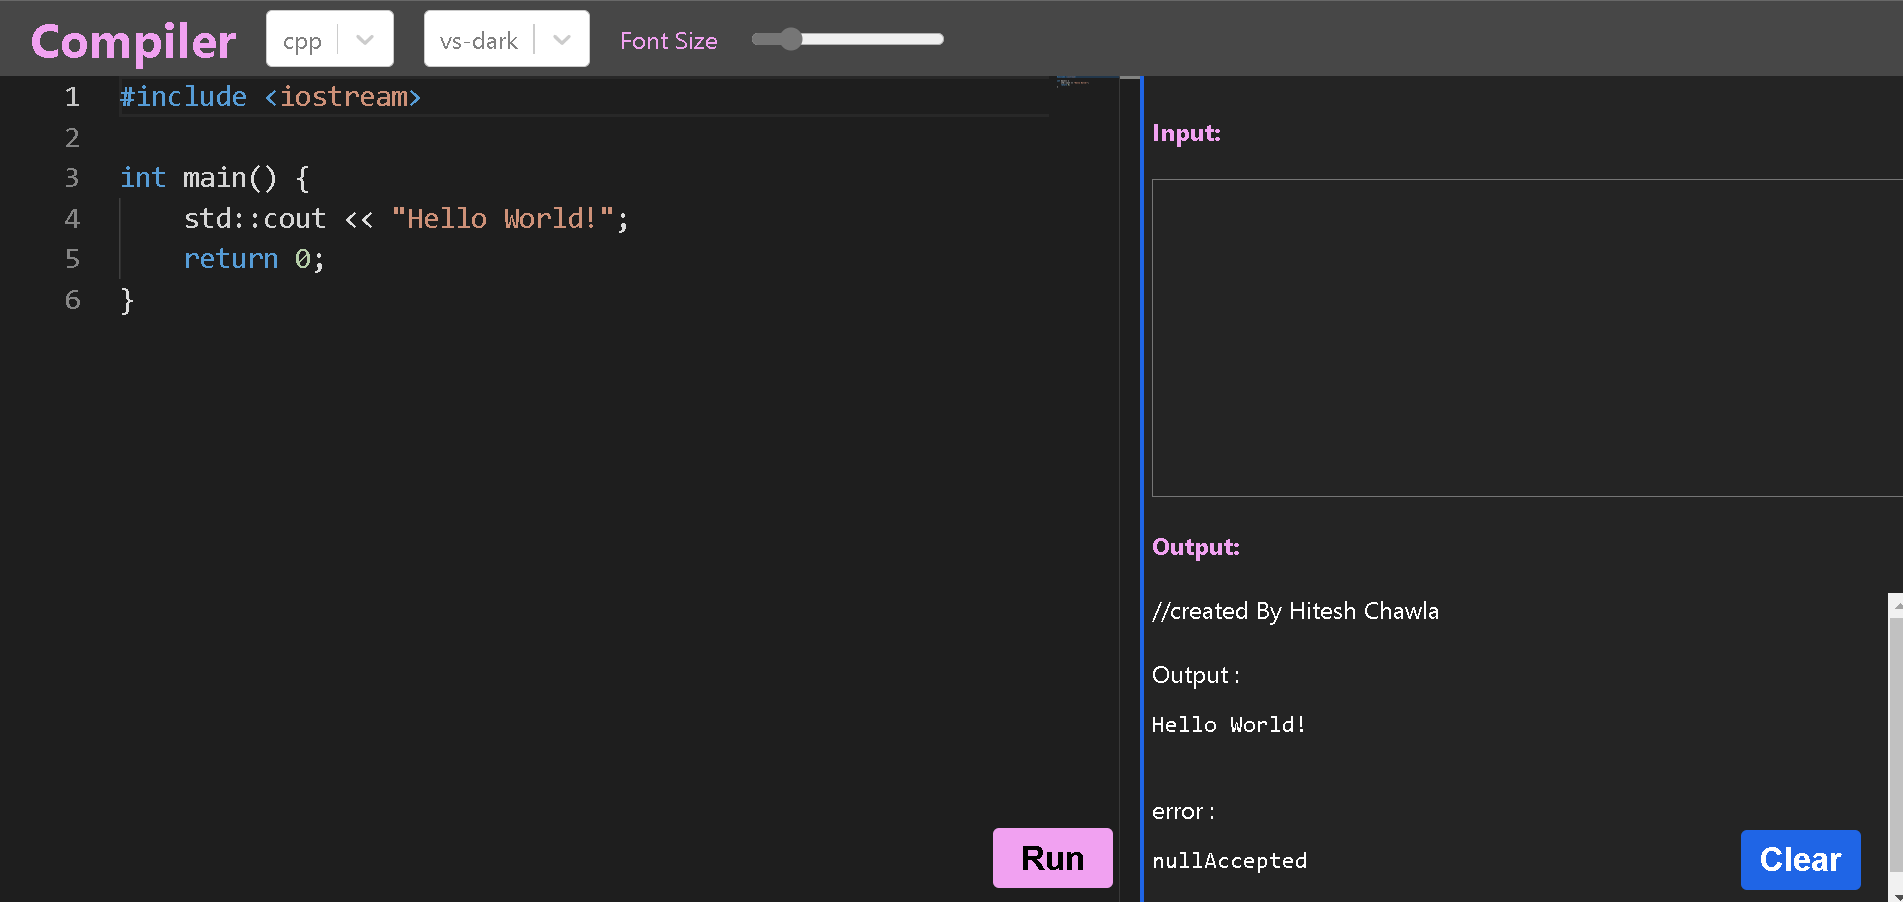 Compiler cpp vs-dark Font Size
1 #include <iostream>
2
3 int main() {
4     std::cout << "Hello World!";
5     return 0;
6 }
Run
Input:
Output:
//created By Hitesh Chawla
Output :
Hello World!
error :
nullAccepted
Clear